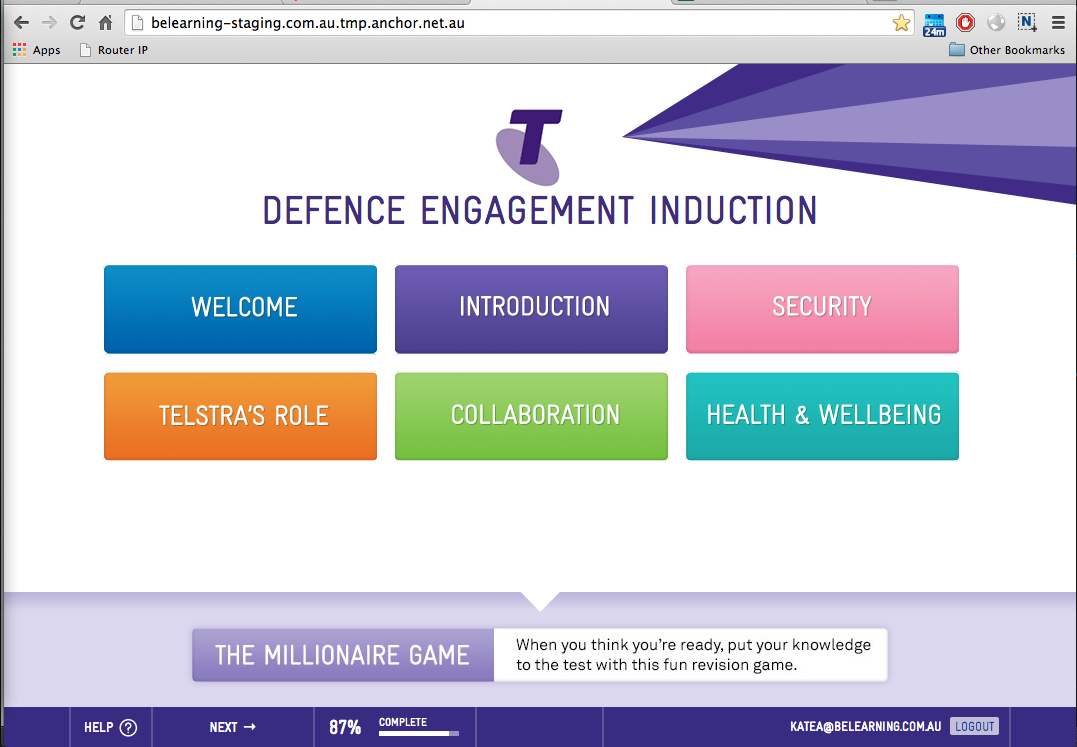 belearning-staging.com.au.tmp.anchor.net.au
24m
N
Apps
Router IP
Other Bookmarks
T
DEFENCE ENGAGEMENT INDUCTION
WELCOME
INTRODUCTION
SECURITY
TELSTRA'S ROLE
COLLABORATION
HEALTH & WELLBEING
THE MILLIONAIRE GAME
When you think you're ready, put your knowledge
to the test with this fun revision game.
HELP ?
NEXT →
87%
COMPLETE
KATEA@BELEARNING.COM.AU
LOGOUT